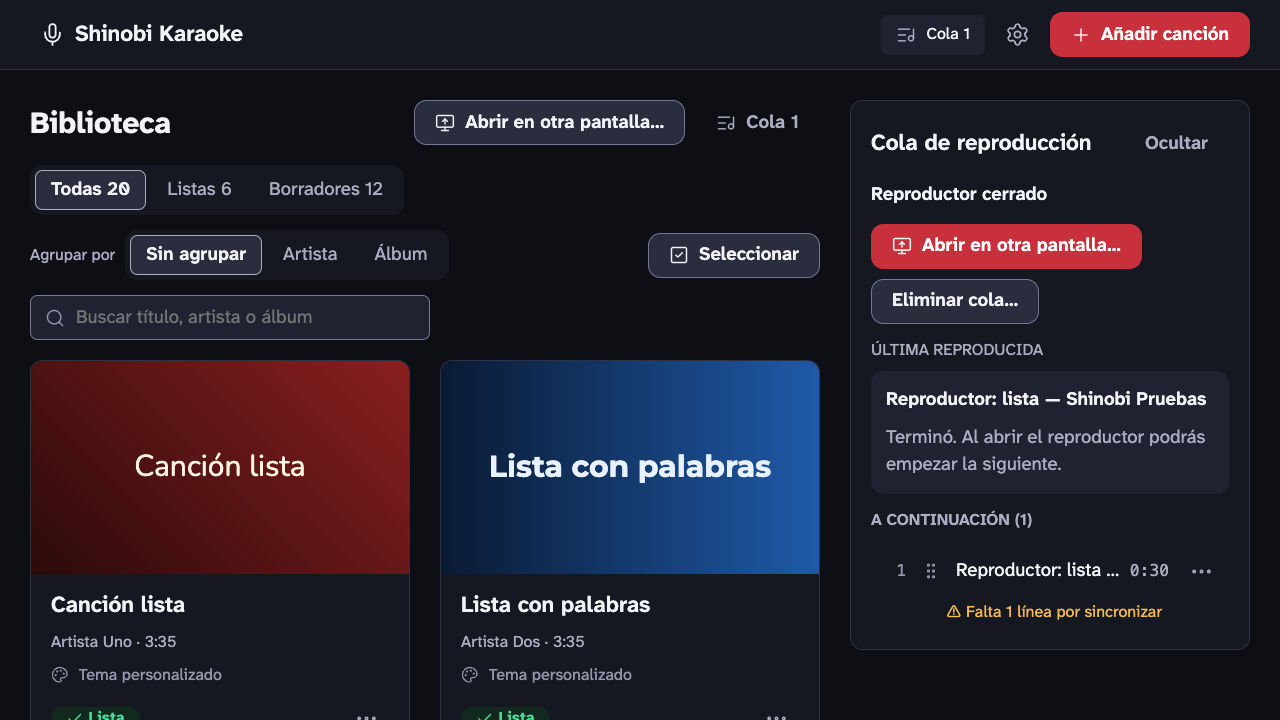 Shinobi Karaoke
Cola 1
Añadir canción
Biblioteca
Abrir en otra pantalla...
Cola 1
Todas 20
Listas 6
Borradores 12
Agrupar por
Sin agrupar
Artista
Álbum
Seleccionar
Buscar título, artista o álbum
Canción lista
Canción lista
Artista Uno · 3:35
Tema personalizado
Lista
Lista con palabras
Lista con palabras
Artista Dos · 3:35
Tema personalizado
Lista
Cola de reproducción
Ocultar
Reproductor cerrado
Abrir en otra pantalla...
Eliminar cola...
ÚLTIMA REPRODUCIDA
Reproductor: lista — Shinobi Pruebas
Terminó. Al abrir el reproductor podrás
empezar la siguiente.
A CONTINUACIÓN (1)
1 Reproductor: lista ... 0:30
Falta 1 línea por sincronizar